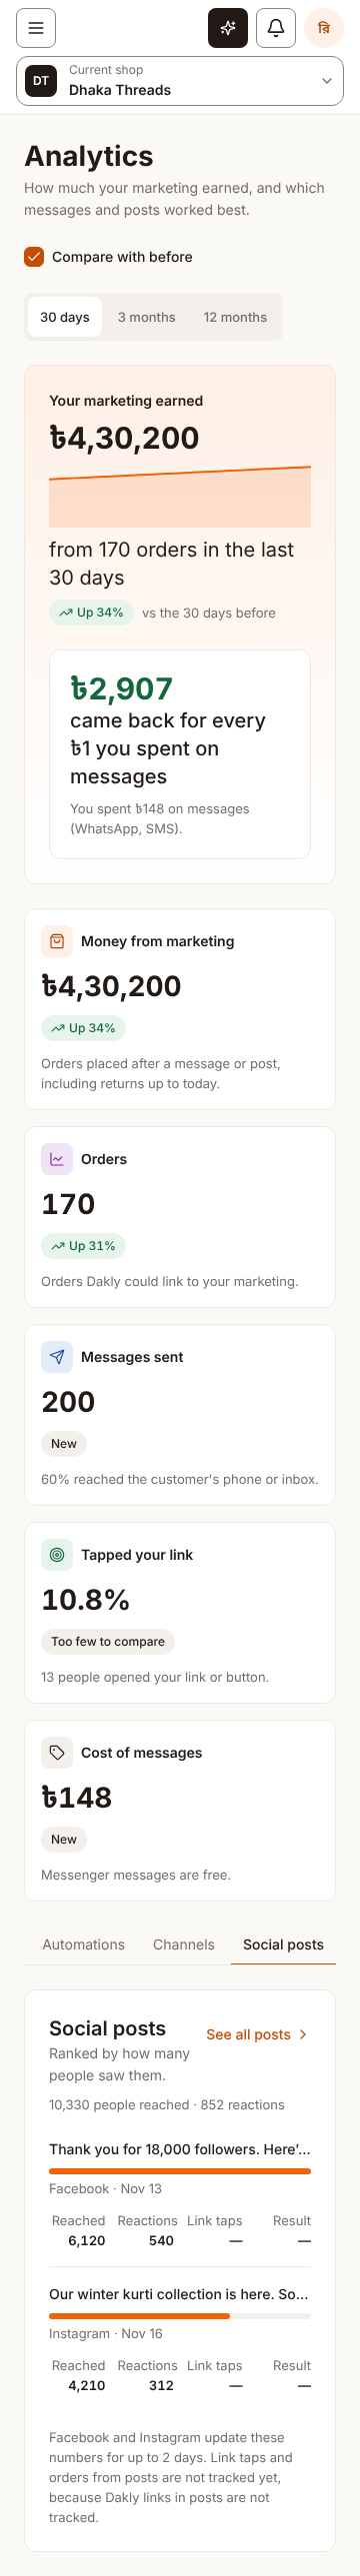 রি
DT
Current shop
Dhaka Threads
Analytics
How much your marketing earned, and which
messages and posts worked best.
Compare with before
30 days
3 months
12 months
Your marketing earned
৳4,30,200
from 170 orders in the last
30 days
Up 34%
vs the 30 days before
৳2,907
came back for every
৳1 you spent on
messages
You spent ৳148 on messages
(WhatsApp, SMS).
Money from marketing
৳4,30,200
Up 34%
Orders placed after a message or post,
including returns up to today.
Orders
170
Up 31%
Orders Dakly could link to your marketing.
Messages sent
200
New
60% reached the customer's phone or inbox.
Tapped your link
10.8%
Too few to compare
13 people opened your link or button.
Cost of messages
৳148
New
Messenger messages are free.
Automations
Channels
Social posts
Social posts
See all posts
Ranked by how many
people saw them.
10,330 people reached · 852 reactions
Thank you for 18,000 followers. Here'...
Facebook · Nov 13
Reached Reactions Link taps Result
6,120 540 — —
Our winter kurti collection is here. So...
Instagram · Nov 16
Reached Reactions Link taps Result
4,210 312 — —
Facebook and Instagram update these
numbers for up to 2 days. Link taps and
orders from posts are not tracked yet,
because Dakly links in posts are not
tracked.